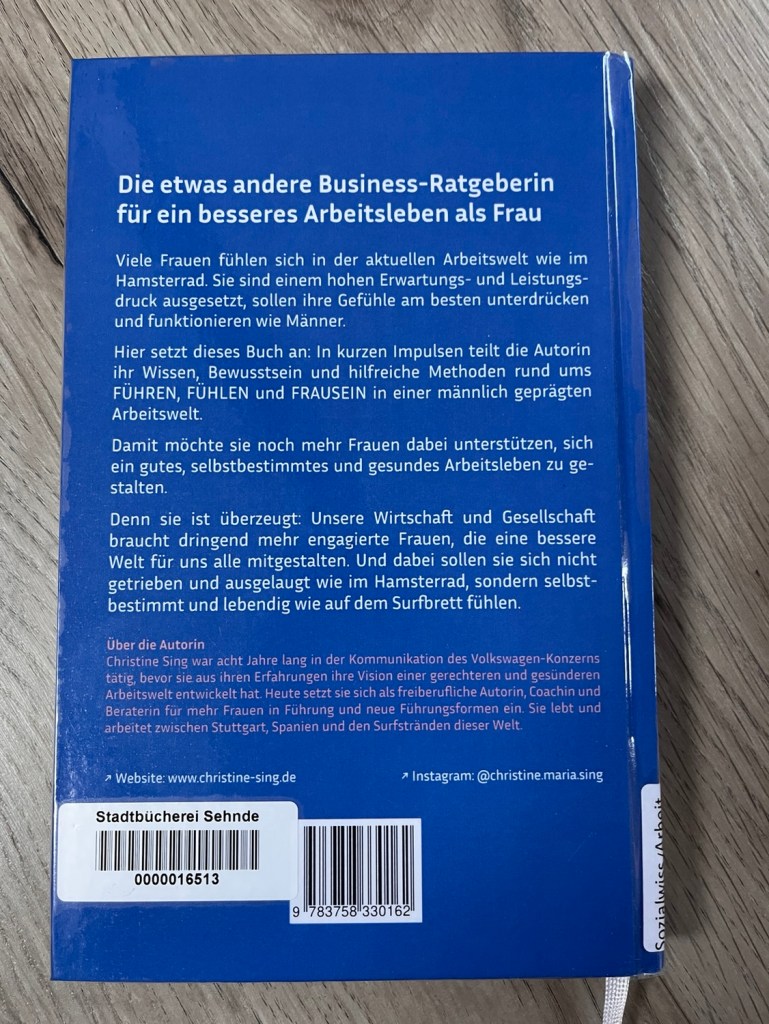 Die etwas andere Business-Ratgeberin
für ein besseres Arbeitsleben als Frau
Viele Frauen fühlen sich in der aktuellen Arbeitswelt wie im
Hamsterrad. Sie sind einem hohen Erwartungs- und Leistungs-
druck ausgesetzt, sollen ihre Gefühle am besten unterdrücken
und funktionieren wie Männer.
Hier setzt dieses Buch an: In kurzen Impulsen teilt die Autorin
ihr Wissen, Bewusstsein und hilfreiche Methoden rund ums
FÜHREN, FÜHLEN und FRAUSEIN in einer männlich geprägten
Arbeitswelt.
Damit möchte sie noch mehr Frauen dabei unterstützen, sich
ein gutes, selbstbestimmtes und gesundes Arbeitsleben zu ge-
stalten.
Denn sie ist überzeugt: Unsere Wirtschaft und Gesellschaft
braucht dringend mehr engagierte Frauen, die eine bessere
Welt für uns alle mitgestalten. Und dabei sollen sie sich nicht
getrieben und ausgelaugt wie im Hamsterrad, sondern selbst-
bestimmt und lebendig wie auf dem Surfbrett fühlen.
Über die Autorin
Christine Sing war acht Jahre lang in der Kommunikation des Volkswagen-Konzerns
tätig, bevor sie aus ihren Erfahrungen ihre Vision einer gerechteren und gesünderen
Arbeitswelt entwickelt hat. Heute setzt sie sich als freiberufliche Autorin, Coachin und
Beraterin für mehr Frauen in Führung und neue Führungsformen ein. Sie lebt und
arbeitet zwischen Stuttgart, Spanien und den Surfstränden dieser Welt.
↗ Website: www.christine-sing.de
↗ Instagram: @christine.maria.sing
Stadtbücherei Sehnde
0000016513
9 783758 330162
Sozialwiss/Arbeit